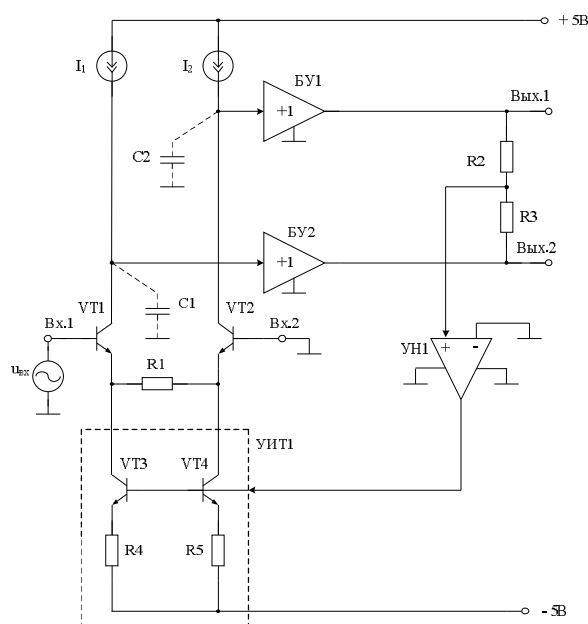 + 5В
I₁
I₂
БУ1
+1
Вых.1
C2
R2
БУ2
R3
+1
Вых.2
C1
VT1
VT2
Вх.1
Вх.2
УН1
+
-
R1
uвх
УИТ1
VT3
VT4
R4
R5
- 5В